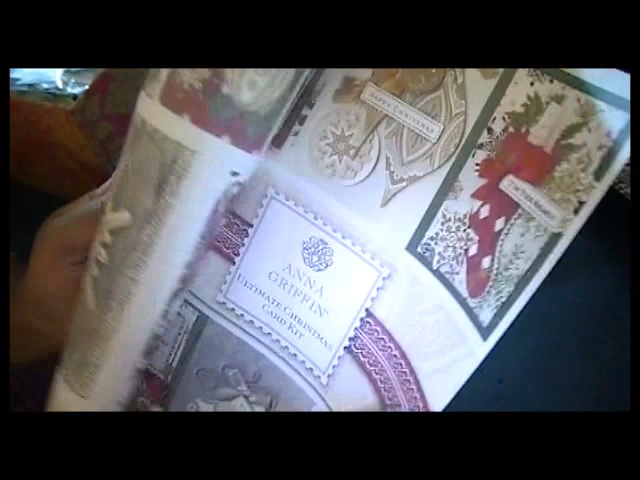 HAPPY CHRISTMAS
ANNA
GRIFFIN®
ULTIMATE CHRISTMAS
CARD KIT